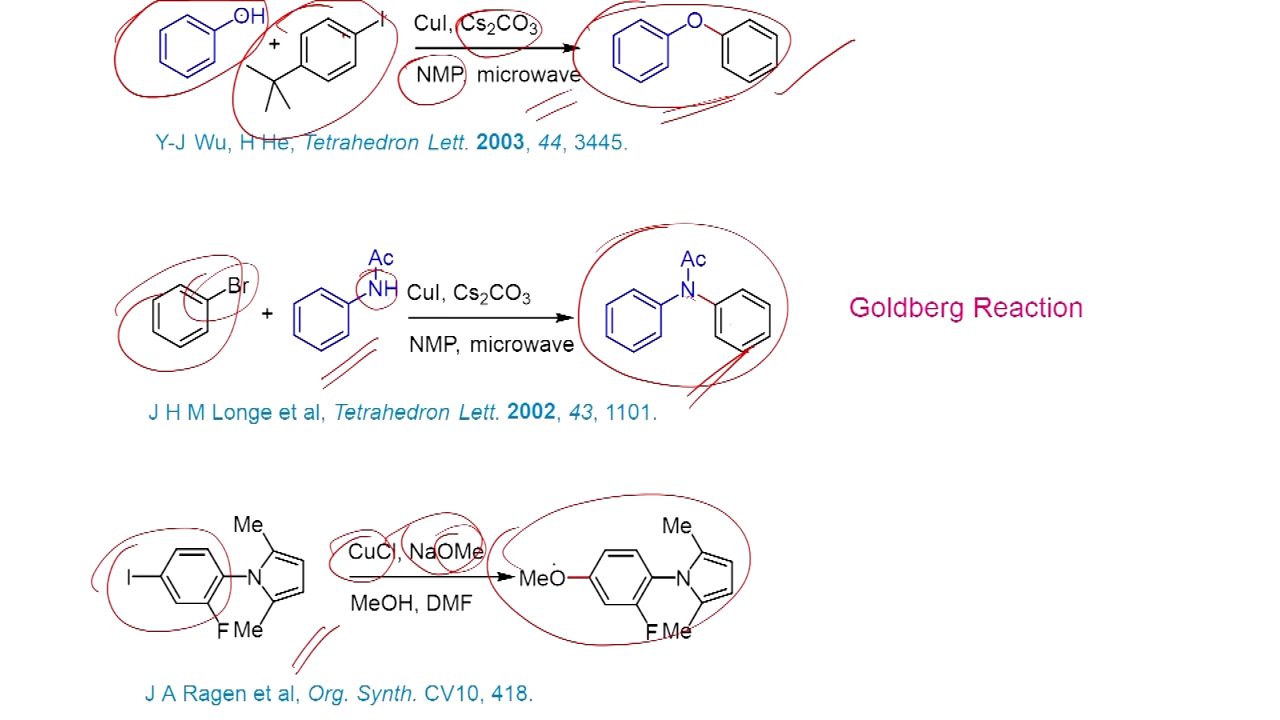 OH
+
I
CuI, Cs2CO3
NMP, microwave
O
Y-J Wu, H He, Tetrahedron Lett. 2003, 44, 3445.
Br
+
Ac
NH
CuI, Cs2CO3
NMP, microwave
Ac
N
Goldberg Reaction
J H M Longe et al, Tetrahedron Lett. 2002, 43, 1101.
I
Me
N
F
Me
CuCl, NaOMe
MeOH, DMF
MeO
Me
N
F
Me
J A Ragen et al, Org. Synth. CV10, 418.